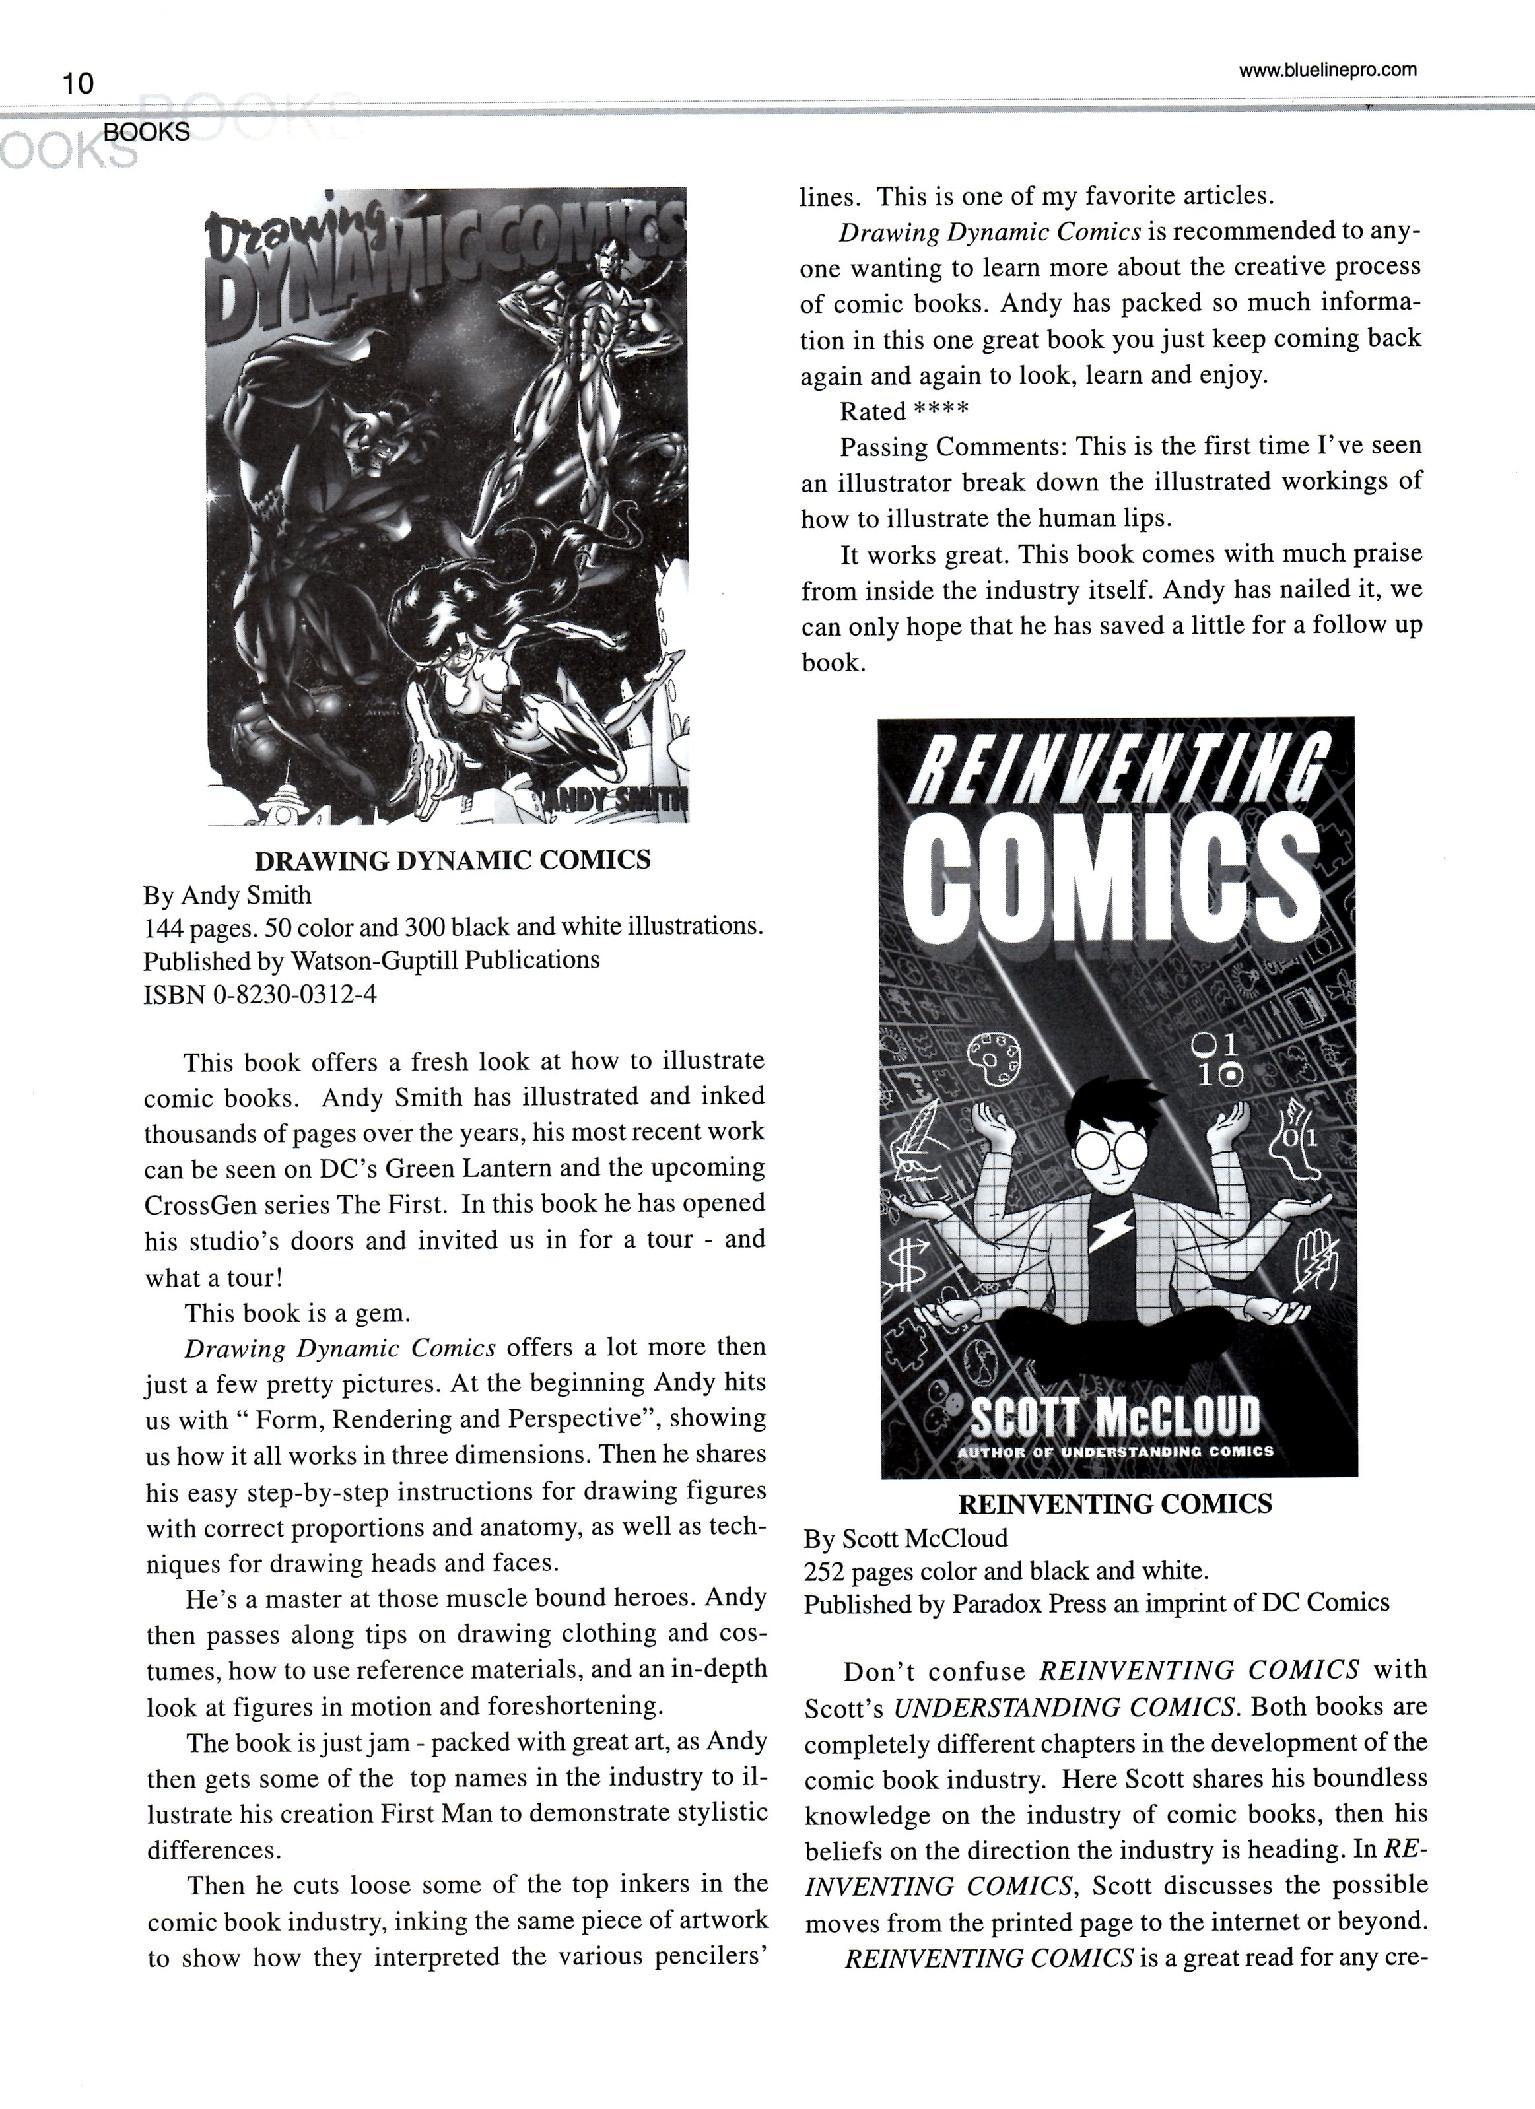 10
www.bluelinepro.com
BOOKS
OOKS
BOOKS
Drawing
DYNAMIC COMICS
ANDY SMITH
DRAWING DYNAMIC COMICS
By Andy Smith
144 pages. 50 color and 300 black and white illustrations.
Published by Watson-Guptill Publications
ISBN 0-8230-0312-4
This book offers a fresh look at how to illustrate
comic books.  Andy Smith has illustrated and inked
thousands of pages over the years, his most recent work
can be seen on DC's Green Lantern and the upcoming
CrossGen series The First.  In this book he has opened
his studio's doors and invited us in for a tour - and
what a tour!
This book is a gem.
Drawing Dynamic Comics offers a lot more then
just a few pretty pictures. At the beginning Andy hits
us with “ Form, Rendering and Perspective”, showing
us how it all works in three dimensions. Then he shares
his easy step-by-step instructions for drawing figures
with correct proportions and anatomy, as well as tech-
niques for drawing heads and faces.
He's a master at those muscle bound heroes. Andy
then passes along tips on drawing clothing and cos-
tumes, how to use reference materials, and an in-depth
look at figures in motion and foreshortening.
The book is just jam - packed with great art, as Andy
then gets some of the  top names in the industry to il-
lustrate his creation First Man to demonstrate stylistic
differences.
Then he cuts loose some of the top inkers in the
comic book industry, inking the same piece of artwork
to show how they interpreted the various pencilers'
lines.  This is one of my favorite articles.
Drawing Dynamic Comics is recommended to any-
one wanting to learn more about the creative process
of comic books. Andy has packed so much informa-
tion in this one great book you just keep coming back
again and again to look, learn and enjoy.
Rated ****
Passing Comments: This is the first time I've seen
an illustrator break down the illustrated workings of
how to illustrate the human lips.
It works great. This book comes with much praise
from inside the industry itself. Andy has nailed it, we
can only hope that he has saved a little for a follow up
book.
REINVENTING
COMICS
01
10
01
$
SCOTT McCLOUD
AUTHOR OF UNDERSTANDING COMICS
REINVENTING COMICS
By Scott McCloud
252 pages color and black and white.
Published by Paradox Press an imprint of DC Comics
Don't confuse REINVENTING COMICS with
Scott's UNDERSTANDING COMICS. Both books are
completely different chapters in the development of the
comic book industry.  Here Scott shares his boundless
knowledge on the industry of comic books, then his
beliefs on the direction the industry is heading. In RE-
INVENTING COMICS, Scott discusses the possible
moves from the printed page to the internet or beyond.
REINVENTING COMICS is a great read for any cre-